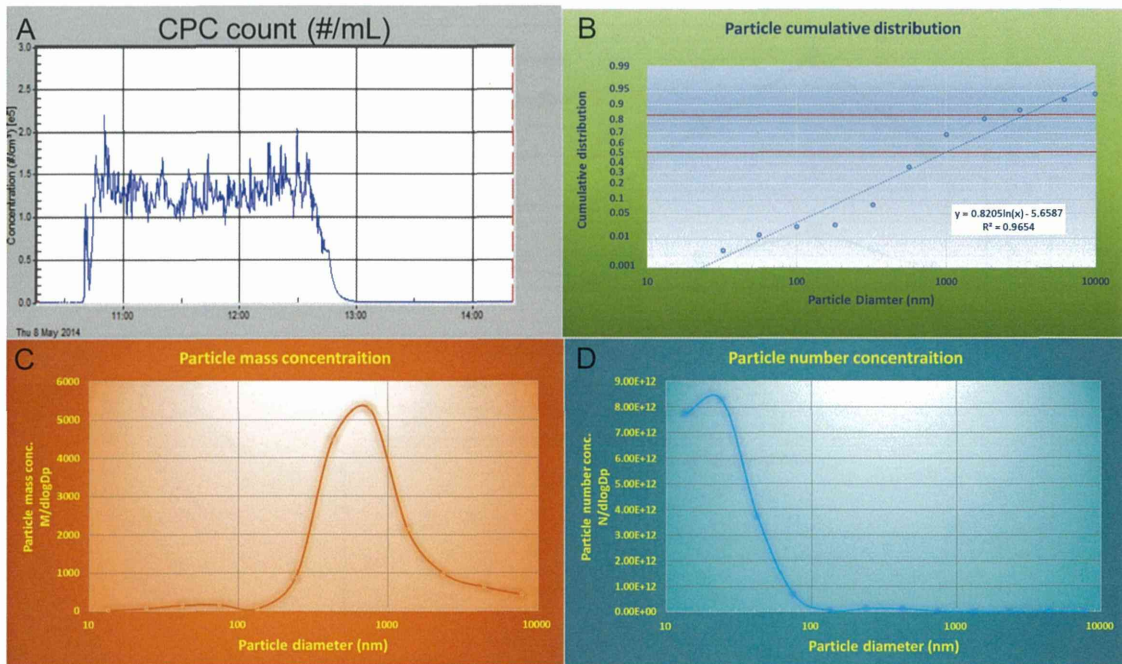 A
CPC count (#/mL)
3.0
2.5
2.0
1.5
1.0
0.5
0.0
Concentration (#/cm³) [e5]
11:00
12:00
13:00
14:00
Thu 8 May 2014
B
Particle cumulative distribution
0.99
0.95
0.9
0.8
0.7
0.6
0.5
0.4
0.3
0.2
0.1
0.05
0.01
0.001
Cumulative distribution
y = 0.8205ln(x) - 5.6587
R² = 0.9654
10
100
1000
10000
Particle Diamter (nm)
C
Particle mass concentraition
6000
5000
4000
3000
2000
1000
0
Particle mass conc.
M/dlogDp
10
100
1000
10000
Particle diameter (nm)
D
Particle number concentraition
9.00E+12
8.00E+12
7.00E+12
6.00E+12
5.00E+12
4.00E+12
3.00E+12
2.00E+12
1.00E+12
0.00E+00
Particle number conc.
N/dlogDp
10
100
1000
10000
Particle diameter (nm)